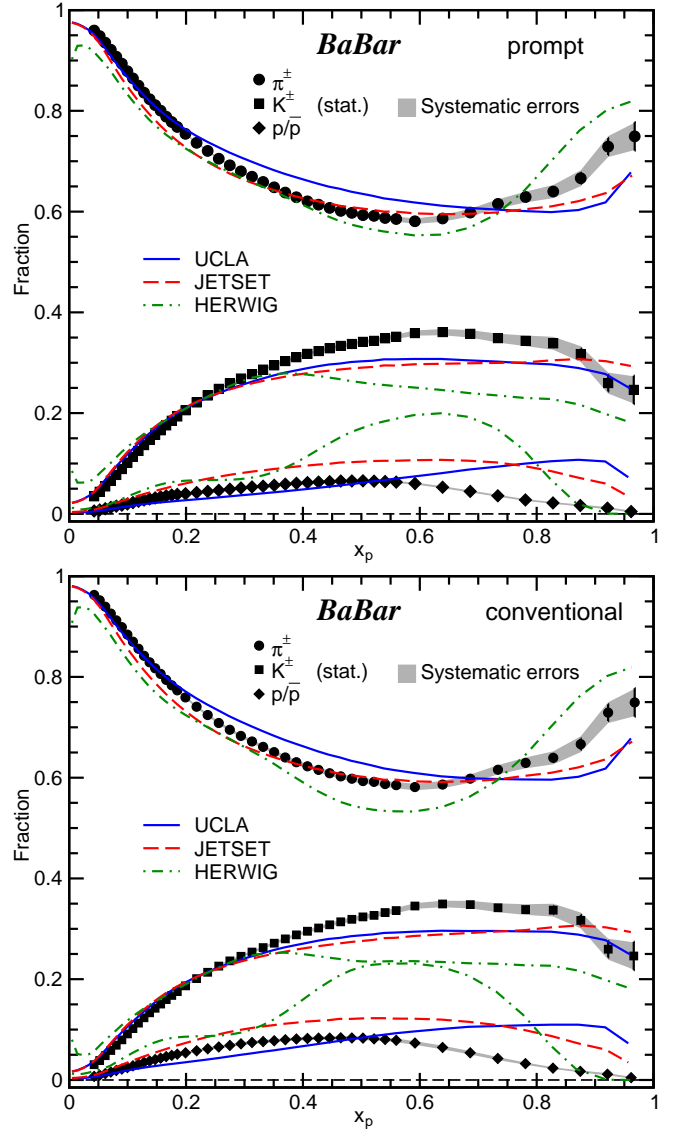 BaBar prompt
π±
K± (stat.) Systematic errors
p/p̅
UCLA
JETSET
HERWIG
Fraction
1
0.8
0.6
0.4
0.2
0
0 0.2 0.4 0.6 0.8 1
xp
BaBar conventional
π±
K± (stat.) Systematic errors
p/p̅
UCLA
JETSET
HERWIG
Fraction
1
0.8
0.6
0.4
0.2
0
0 0.2 0.4 0.6 0.8 1
xp